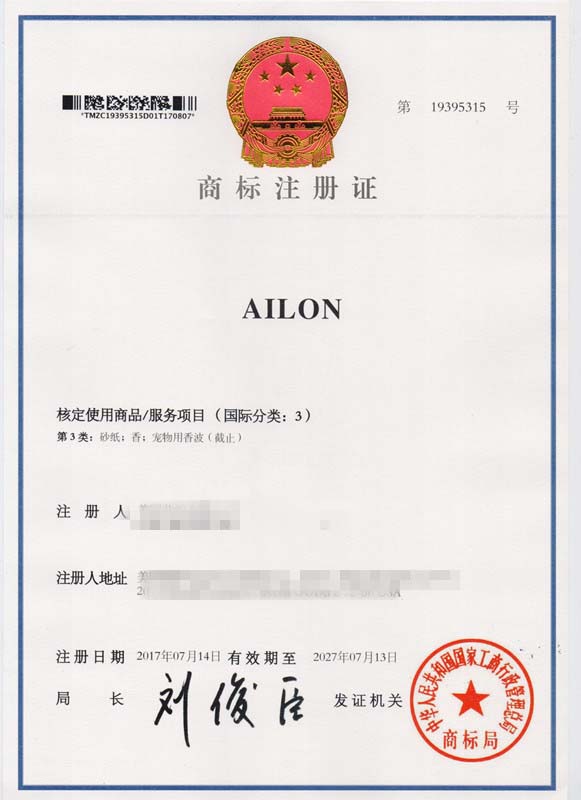 *TMZC19395315D01T170807*
第 19395315 号
商标注册证
AILON
核定使用商品/服务项目（国际分类：3）
第3类：砂纸；香；宠物用香波（截止）
注册人
注册人地址
注册日期 2017年07月14日 有效期至 2027年07月13日
局长 刘俊臣 发证机关
中华人民共和国国家工商行政管理总局
商标局